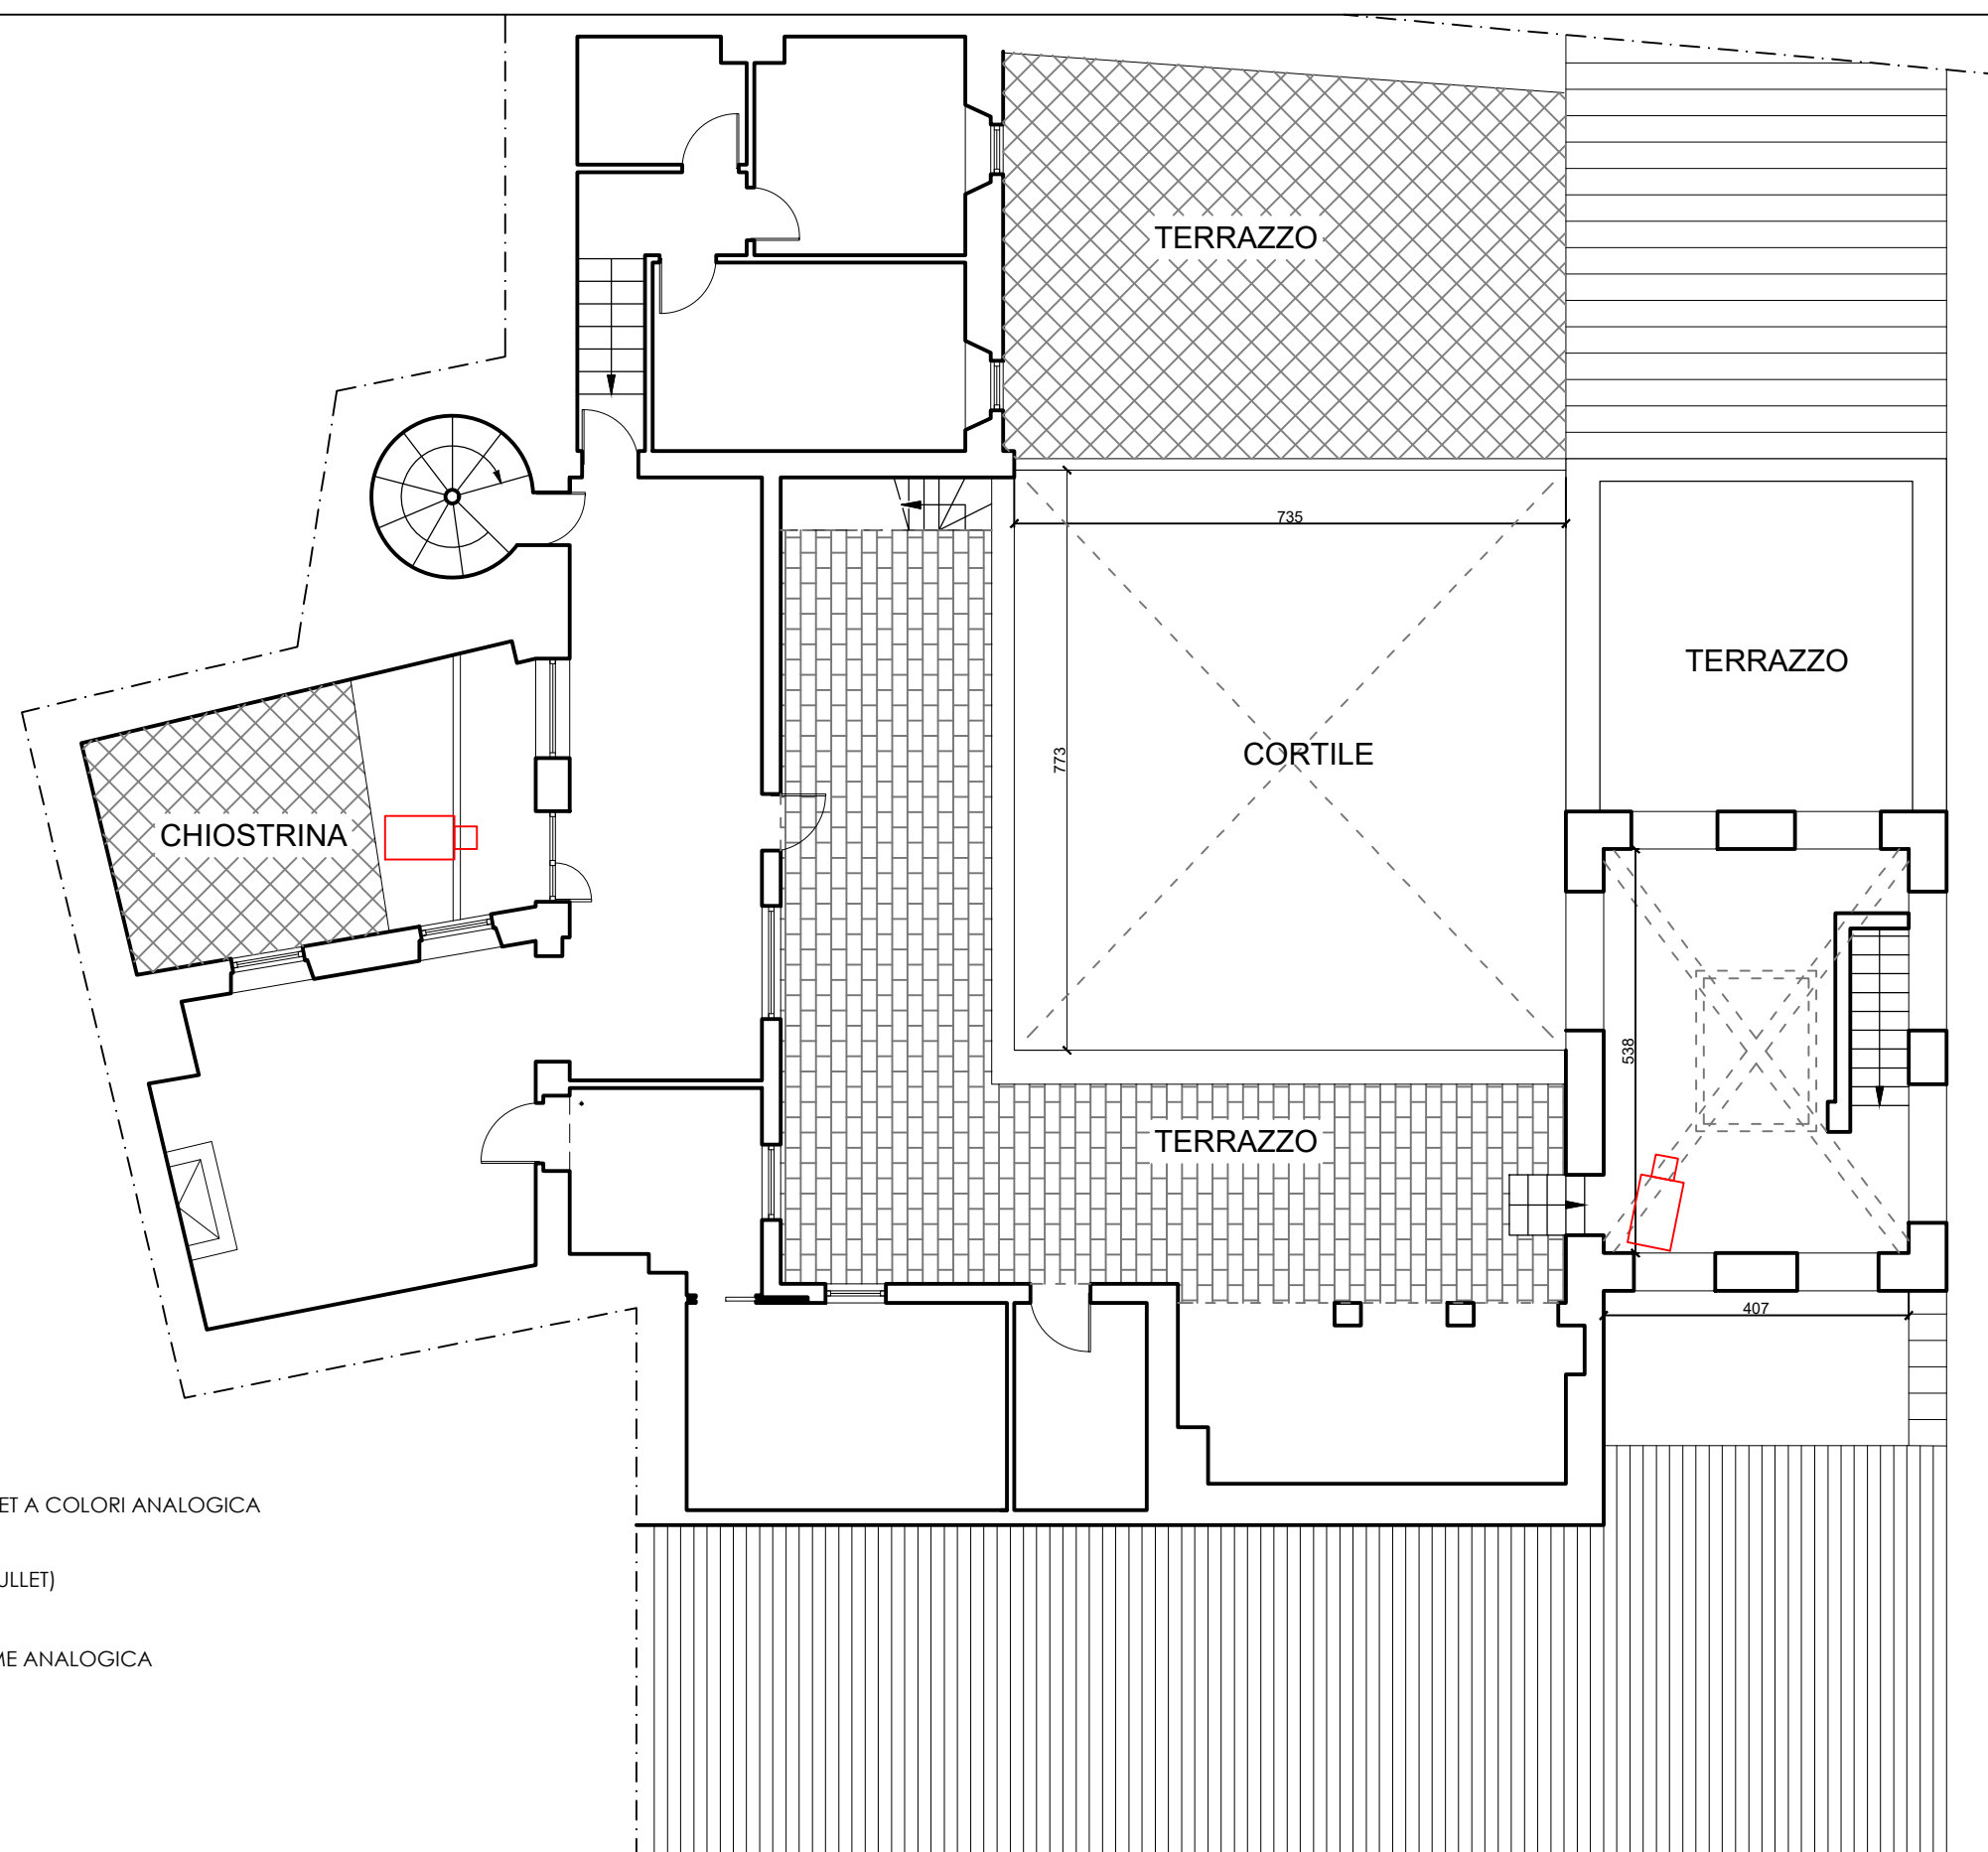 TERRAZZO
735
TERRAZZO
773
CORTILE
CHIOSTRINA
538
TERRAZZO
407
ET A COLORI ANALOGICA
ULLET)
ME ANALOGICA